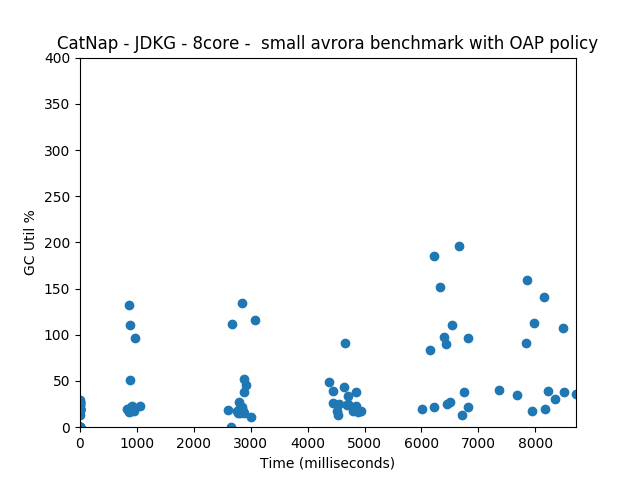 CatNap - JDKG - 8core -  small avrora benchmark with OAP policy
400
350
300
250
200
150
100
50
0
GC Util %
0 1000 2000 3000 4000 5000 6000 7000 8000
Time (milliseconds)